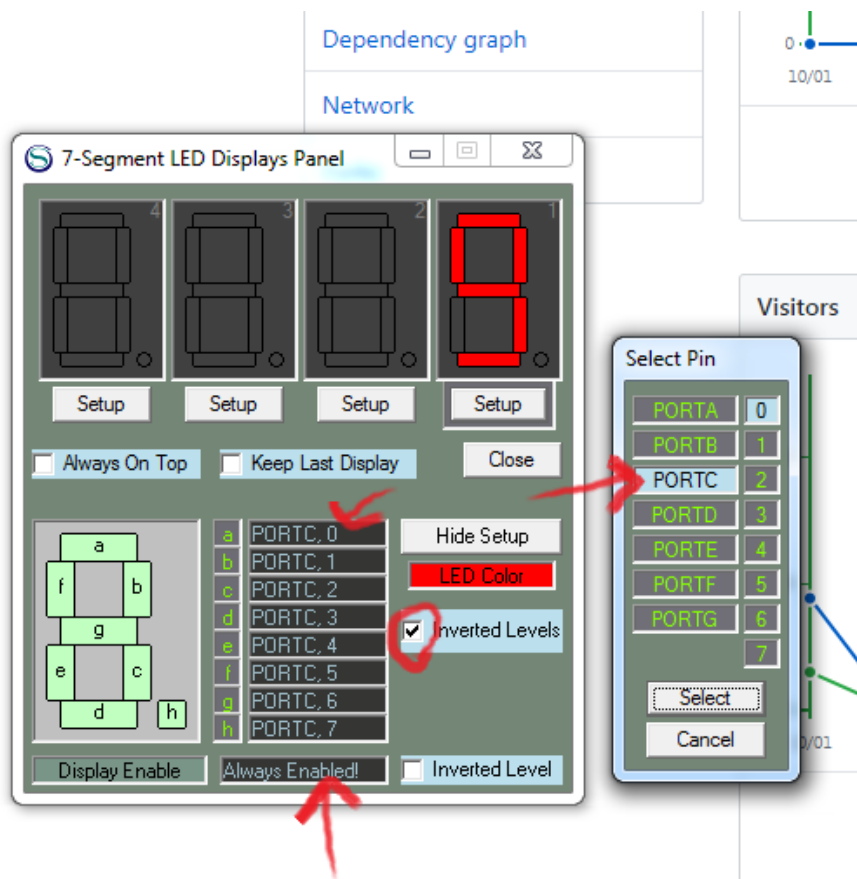 Dependency graph
0
10/01
Network
7-Segment LED Displays Panel
4
3
2
1
Setup
Setup
Setup
Setup
Always On Top
Keep Last Display
Close
Visitors
Select Pin
PORTA
0
PORTB
1
PORTC
2
PORTD
3
PORTE
4
PORTF
5
PORTG
6
7
Select
Cancel
a
f
b
g
e
c
d
h
a PORTC, 0
b PORTC, 1
c PORTC, 2
d PORTC, 3
e PORTC, 4
f PORTC, 5
g PORTC, 6
h PORTC, 7
Hide Setup
LED Color
Inverted Levels
Display Enable
Always Enabled!
Inverted Level
0/01